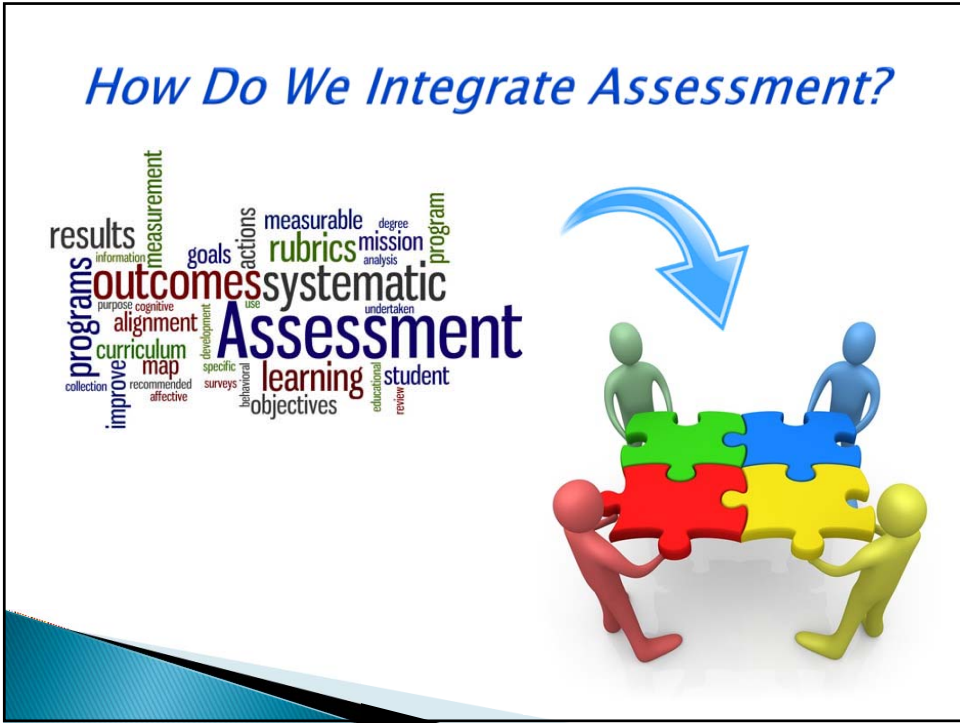 How Do We Integrate Assessment?
measurement
results
information
goals
actions
measurable
degree
rubrics
mission
analysis
program
programs
outcomes
systematic
purpose
cognitive
use
undertaken
alignment
development
Assessment
curriculum
map
specific
learning
student
collection
improve
recommended
affective
surveys
behavioral
objectives
educational
review